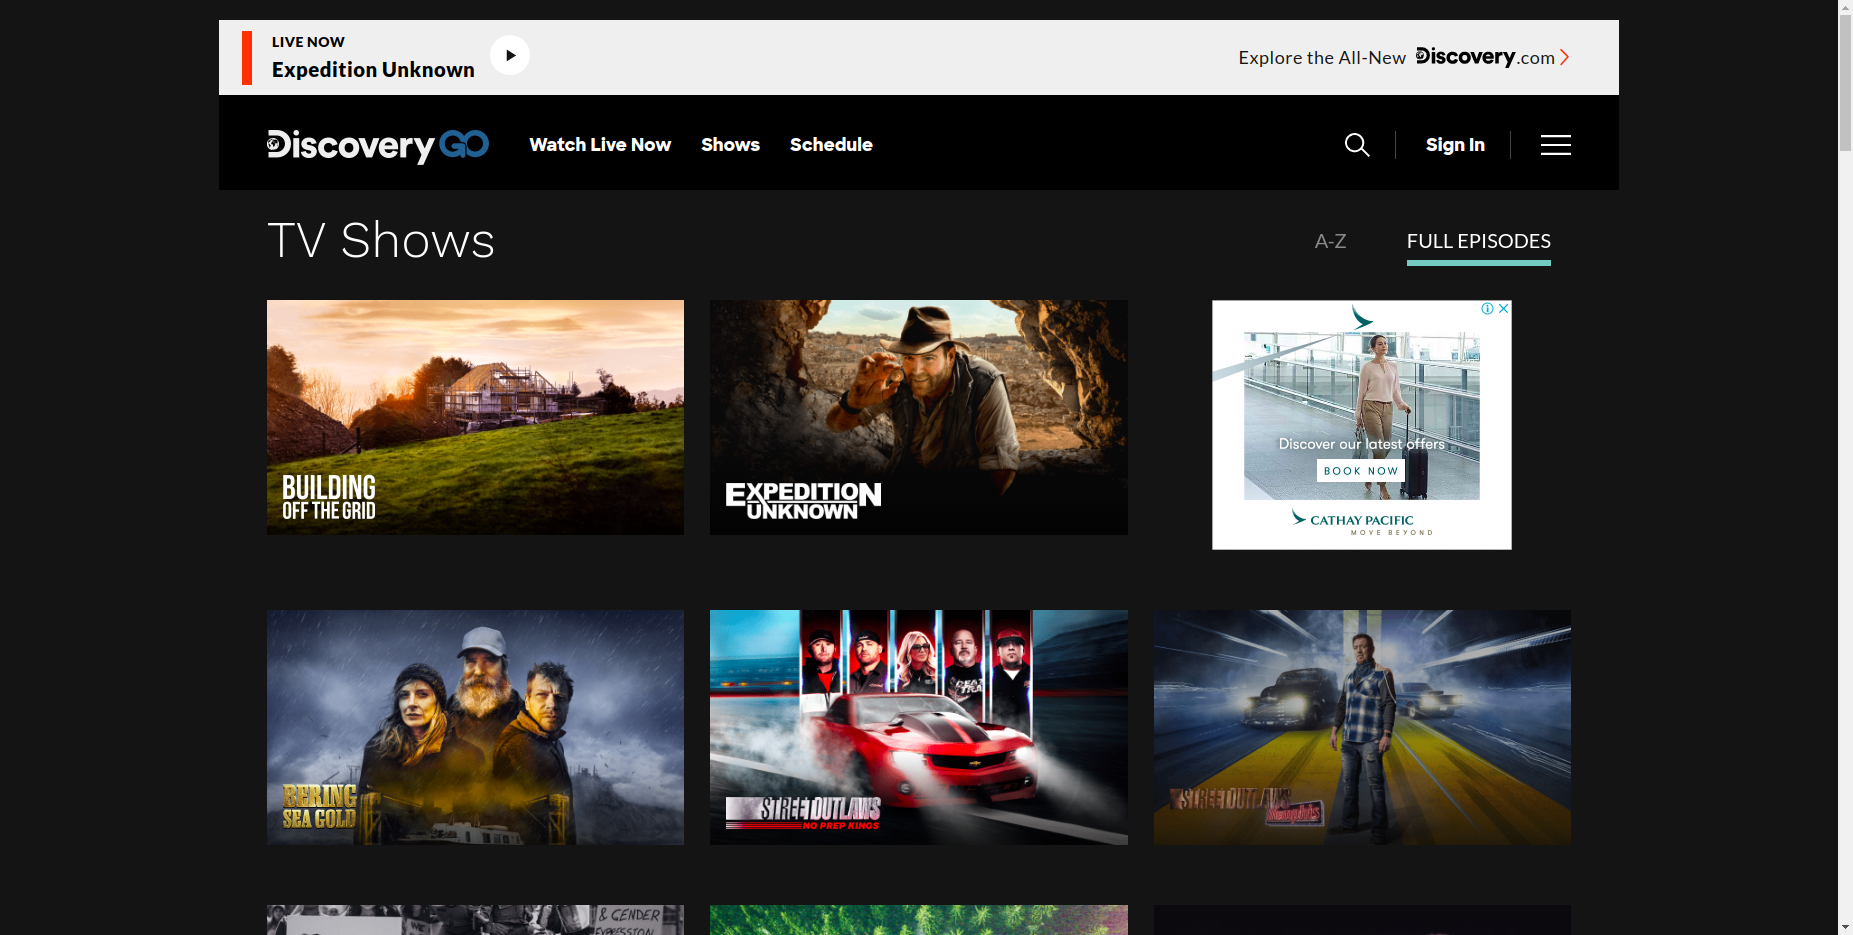 LIVE NOW
Expedition Unknown
Explore the All-New Discovery.com
Discovery GO
Watch Live Now
Shows
Schedule
Sign In
TV Shows
A-Z
FULL EPISODES
BUILDING
OFF THE GRID
EXPEDITION
UNKNOWN
Discover our latest offers
BOOK NOW
CATHAY PACIFIC
MOVE BEYOND
BERING
SEA GOLD
STREET OUTLAWS
NO PREP KINGS
STREET OUTLAWS
Memphis
& GENDER
EXPRESSION